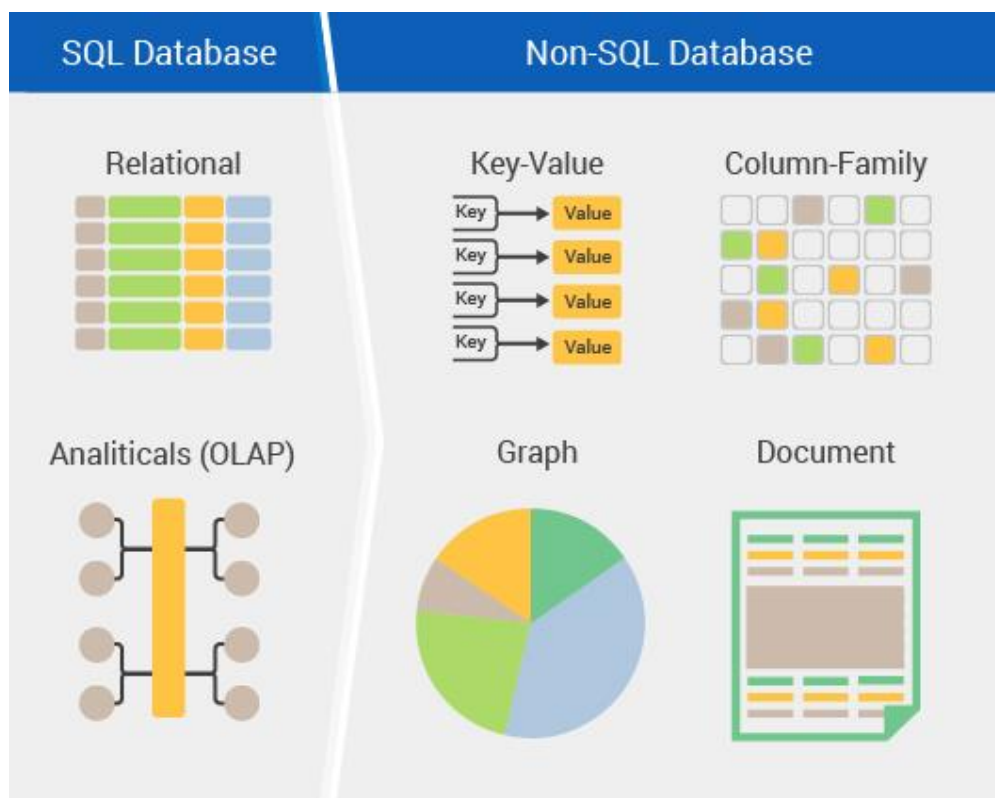 SQL Database
Non-SQL Database
Relational
Key-Value
Column-Family
Key
Value
Key
Value
Key
Value
Key
Value
Analiticals (OLAP)
Graph
Document